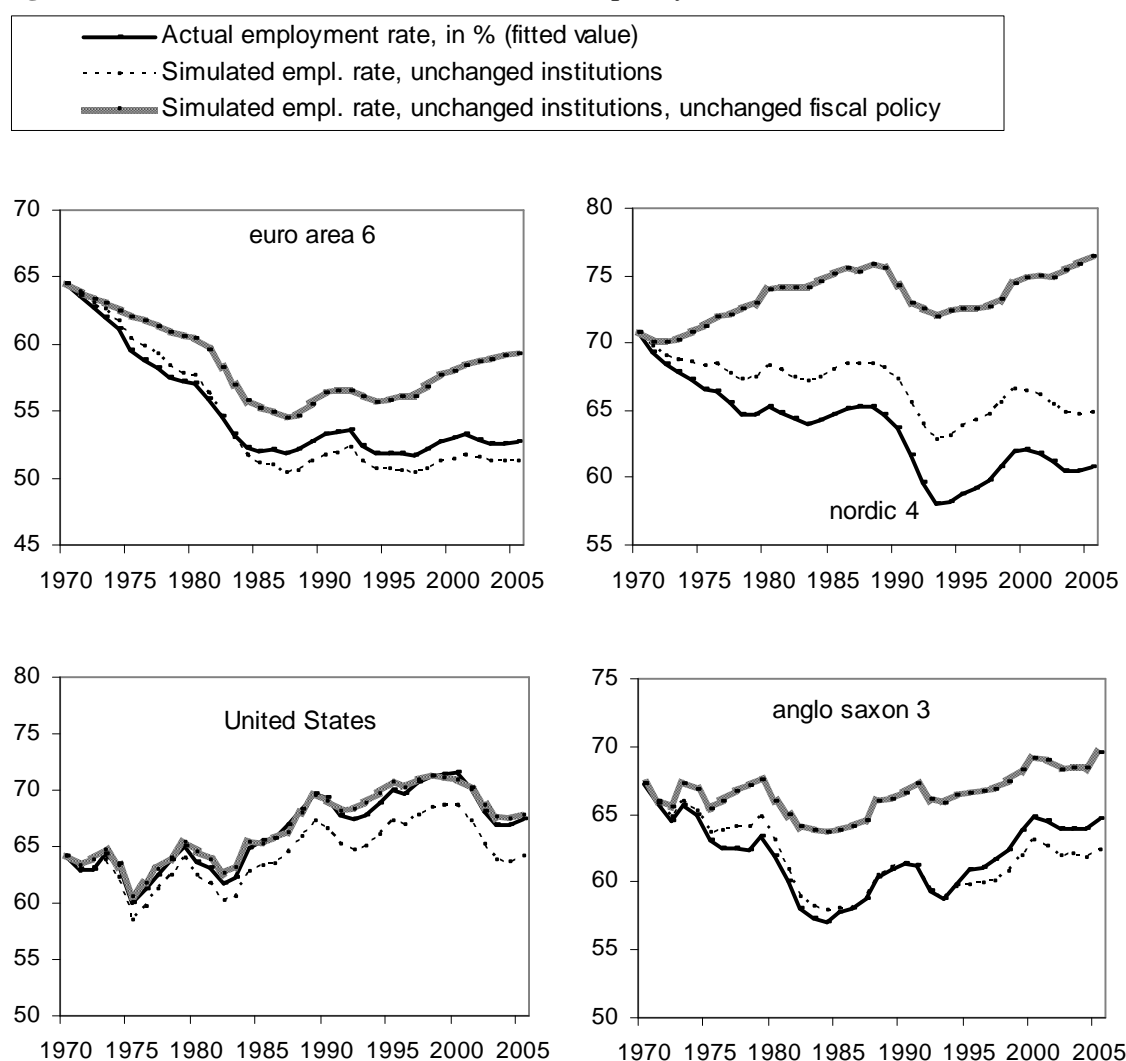 Actual employment rate, in % (fitted value)
Simulated empl. rate, unchanged institutions
Simulated empl. rate, unchanged institutions, unchanged fiscal policy
70
65
60
55
50
45
euro area 6
1970 1975 1980 1985 1990 1995 2000 2005
80
75
70
65
60
55
nordic 4
1970 1975 1980 1985 1990 1995 2000 2005
80
75
70
65
60
55
50
United States
1970 1975 1980 1985 1990 1995 2000 2005
75
70
65
60
55
50
anglo saxon 3
1970 1975 1980 1985 1990 1995 2000 2005